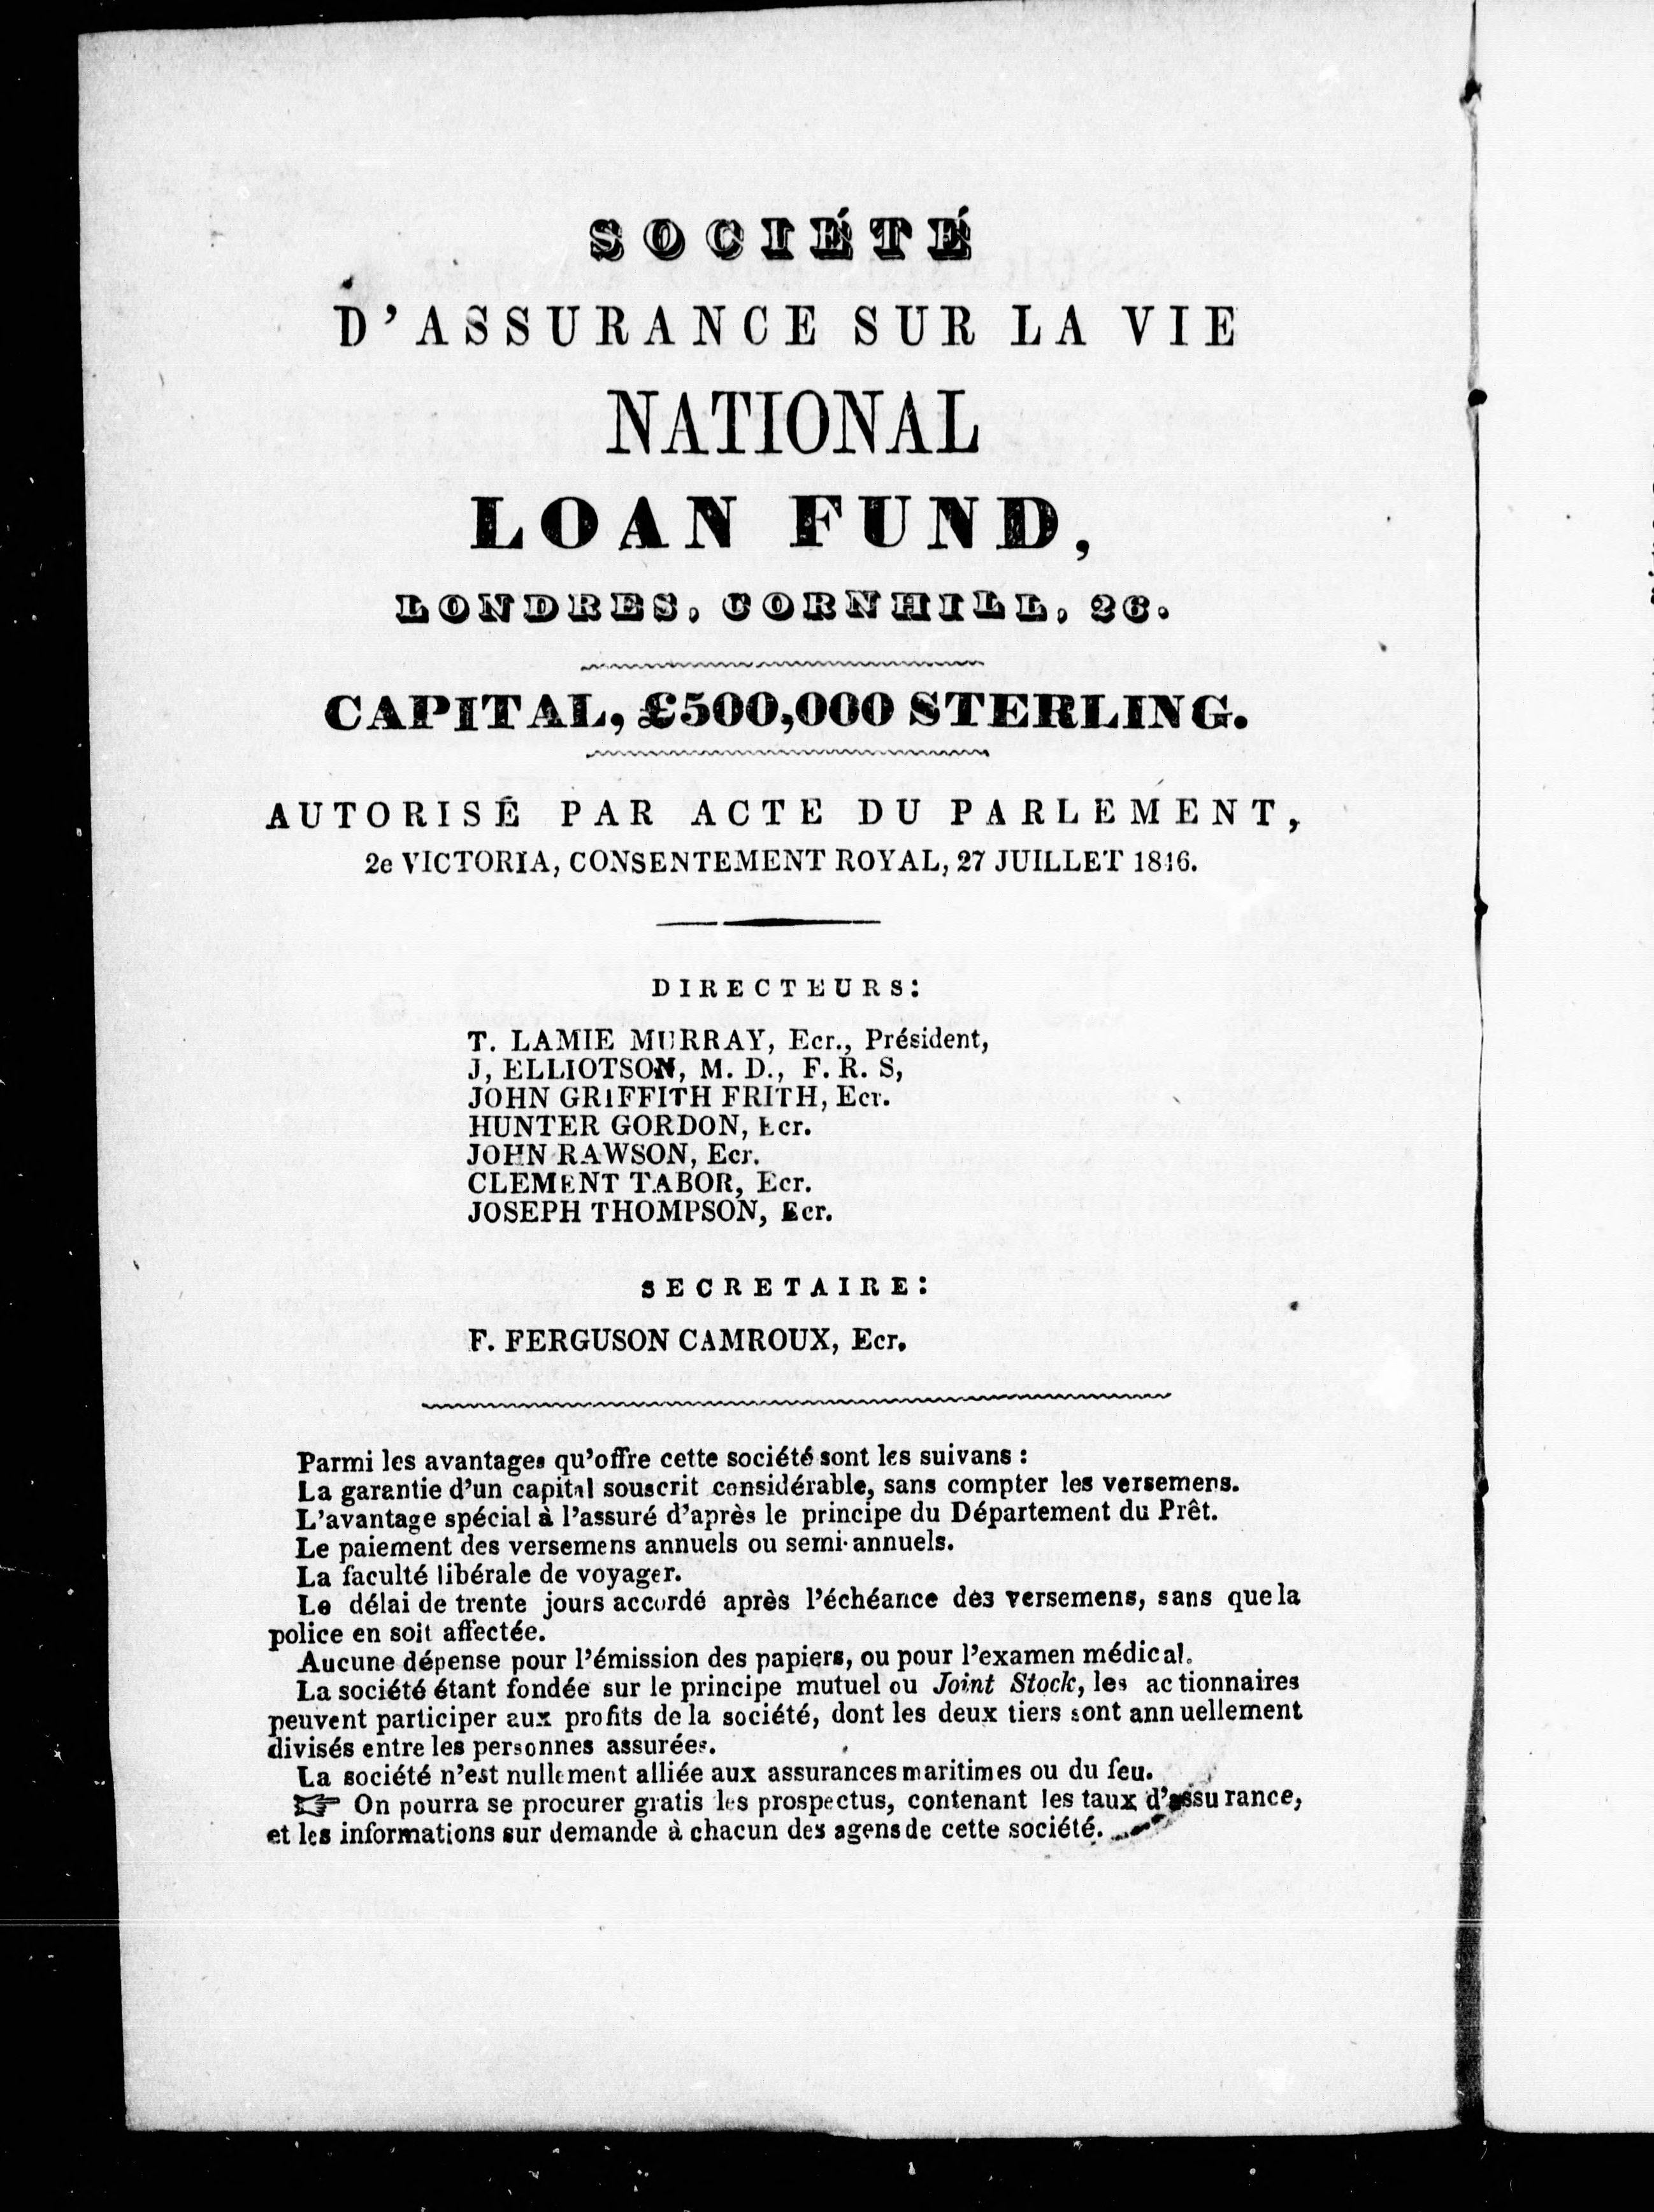 SOCIÉTÉ
D'ASSURANCE SUR LA VIE
NATIONAL
LOAN FUND,
LONDRES, CORNHILL, 26.
CAPITAL, £500,000 STERLING.
AUTORISÉ PAR ACTE DU PARLEMENT,
2e VICTORIA, CONSENTEMENT ROYAL, 27 JUILLET 1846.
DIRECTEURS:
T. LAMIE MURRAY, Ecr., Président,
J, ELLIOTSON, M. D., F. R. S,
JOHN GRIFFITH FRITH, Ecr.
HUNTER GORDON, Ecr.
JOHN RAWSON, Ecr.
CLEMENT TABOR, Ecr.
JOSEPH THOMPSON, Ecr.
SECRETAIRE:
F. FERGUSON CAMROUX, Ecr.
Parmi les avantages qu'offre cette société sont les suivans :
La garantie d'un capital souscrit considérable, sans compter les versemens.
L'avantage spécial à l'assuré d'après le principe du Département du Prêt.
Le paiement des versemens annuels ou semi-annuels.
La faculté libérale de voyager.
Le délai de trente jours accordé après l'échéance des versemens, sans que la
police en soit affectée.
Aucune dépense pour l'émission des papiers, ou pour l'examen médical.
La société étant fondée sur le principe mutuel ou Joint Stock, les actionnaires
peuvent participer aux profits de la société, dont les deux tiers sont annuellement
divisés entre les personnes assurées.
La société n'est nullement alliée aux assurances maritimes ou du feu.
☞ On pourra se procurer gratis les prospectus, contenant les taux d'assurance,
et les informations sur demande à chacun des agens de cette société.